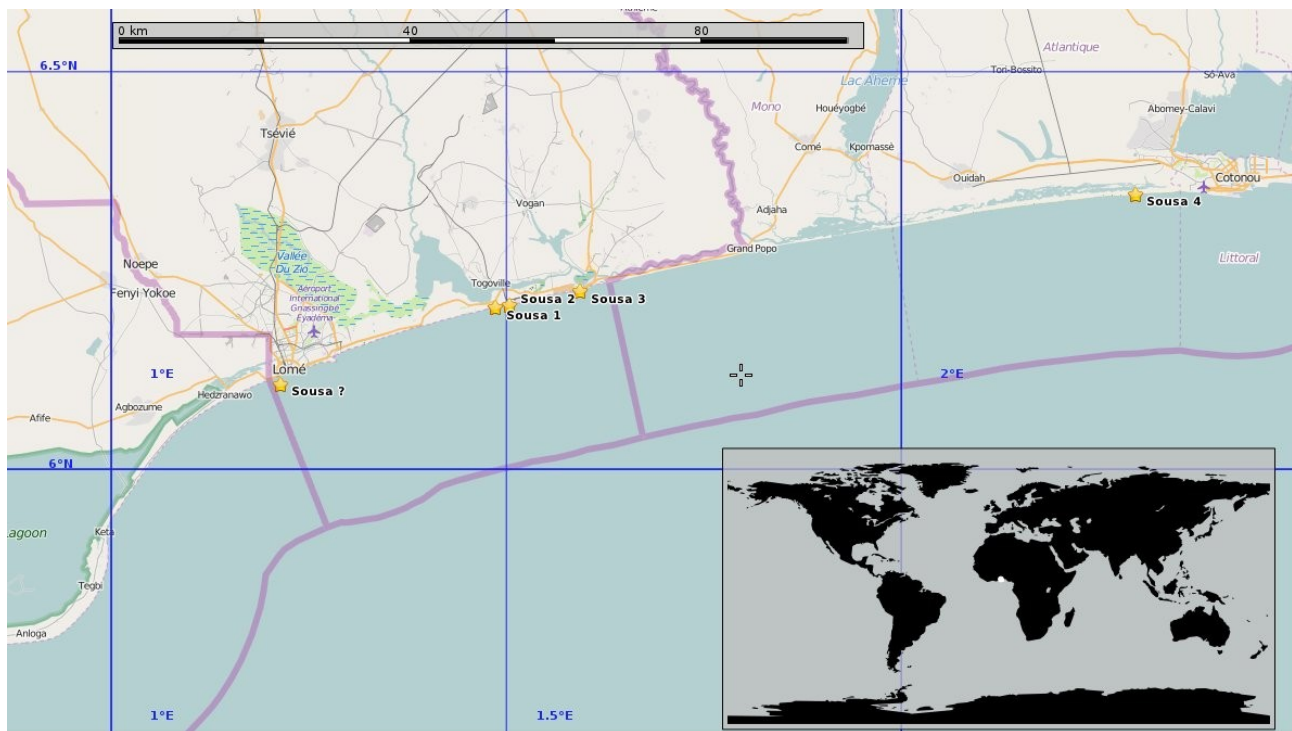 0 km 40 80
6.5°N
Atlantique
Tori-Bossito
Sô-Ava
Lac Ahémé
Mono
Houéyogbé
Abomey-Calavi
Tsévié
Comè
Kpomassè
Ouidah
Cotonou
Vogan
Adjaha
Sousa 4
Grand Popo
Littoral
Noepe
Vallée
Du Zio
Fenyi Yokoe
Aéroport
International
Gnassingbé
Eyadéma
Togoville
Sousa 2
Sousa 3
Sousa 1
Lomé
1°E
2°E
Hedzranawo
Sousa ?
Agbozume
Afife
6°N
agoon
Keta
Tegbi
Anloga
1°E
1.5°E